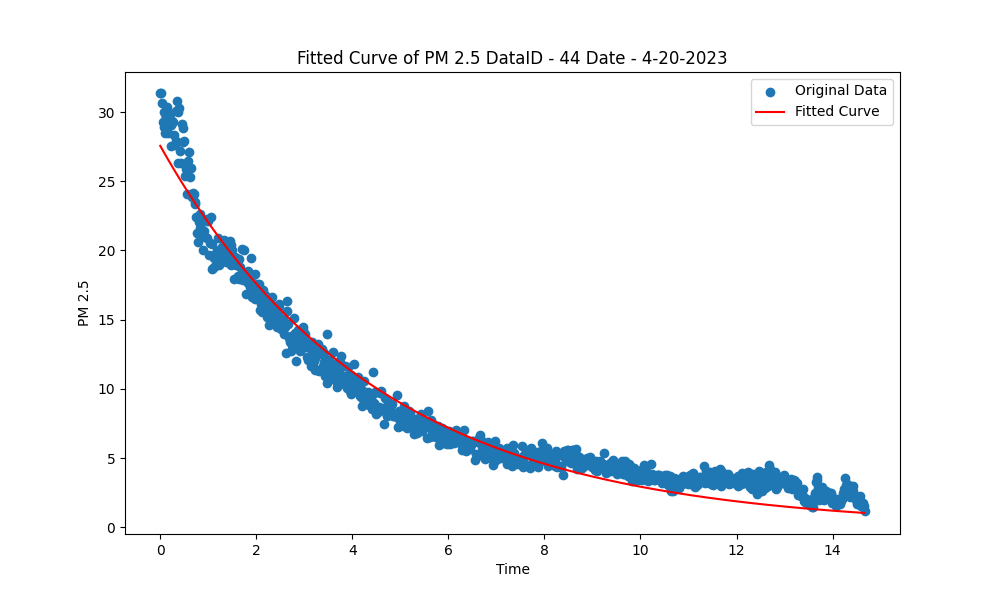 Fitted Curve of PM 2.5 DataID - 44 Date - 4-20-2023
Original Data
Fitted Curve
30
25
20
15
10
5
0
PM 2.5
0 2 4 6 8 10 12 14
Time